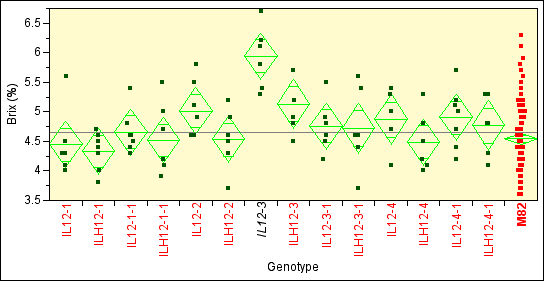 6.5
6
5.5
5
4.5
4
3.5
Brix (%)
IL12-1
ILH12-1
IL12-1-1
ILH12-1-1
IL12-2
ILH12-2
IL12-3
ILH12-3
IL12-3-1
ILH12-3-1
IL12-4
ILH12-4
IL12-4-1
ILH12-4-1
M82
Genotype